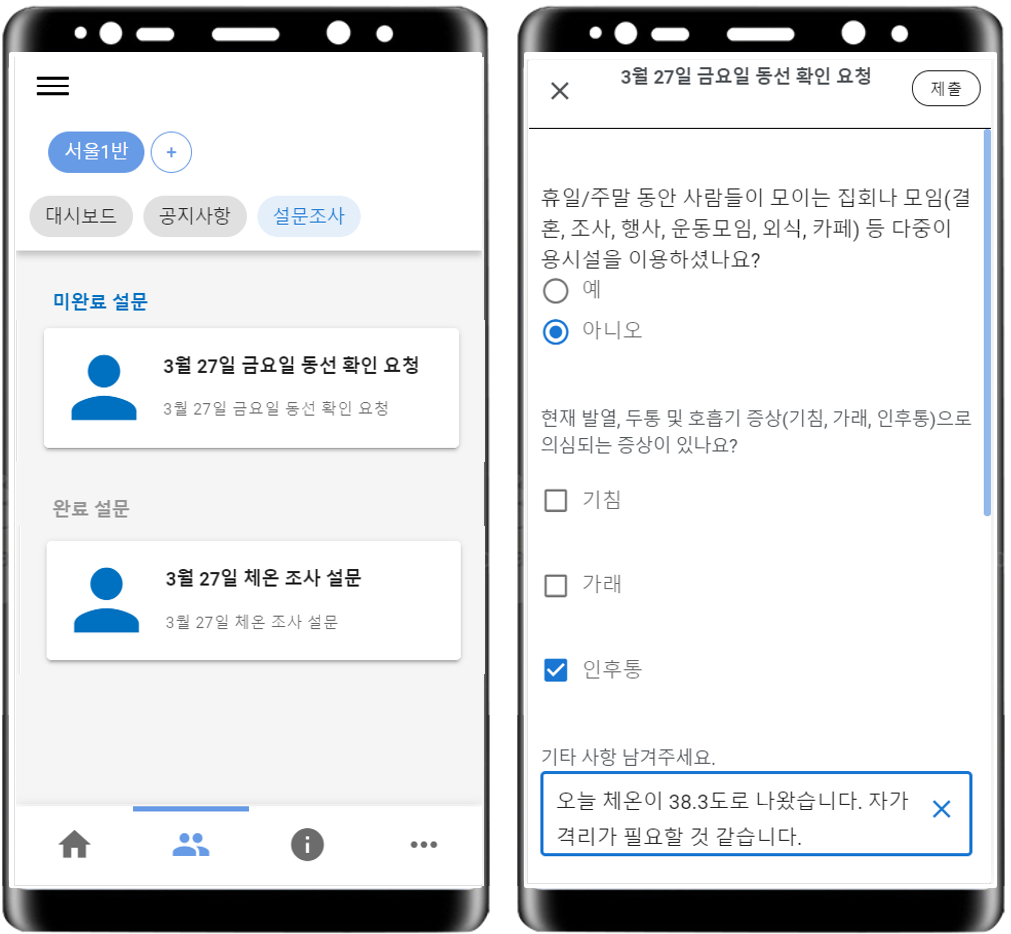 서울1반
+
대시보드
공지사항
설문조사
미완료 설문
3월 27일 금요일 동선 확인 요청
3월 27일 금요일 동선 확인 요청
완료 설문
3월 27일 체온 조사 설문
3월 27일 체온 조사 설문
3월 27일 금요일 동선 확인 요청
제출
휴일/주말 동안 사람들이 모이는 집회나 모임(결
혼, 조사, 행사, 운동모임, 외식, 카페) 등 다중이
용시설을 이용하셨나요?
예
아니오
현재 발열, 두통 및 호흡기 증상(기침, 가래, 인후통)으로
의심되는 증상이 있나요?
기침
가래
인후통
기타 사항 남겨주세요.
오늘 체온이 38.3도로 나왔습니다. 자가
격리가 필요할 것 같습니다.